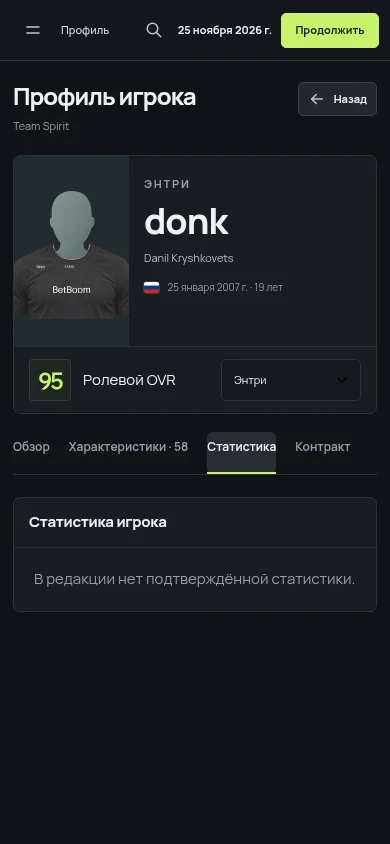 Профиль
25 ноября 2026 г.
Продолжить
Профиль игрока
Назад
Team Spirit
ЭНТРИ
donk
Danil Kryshkovets
25 января 2007 г. · 19 лет
BetBoom
95
Ролевой OVR
Энтри
Обзор
Характеристики · 58
Статистика
Контракт
Статистика игрока
В редакции нет подтверждённой статистики.